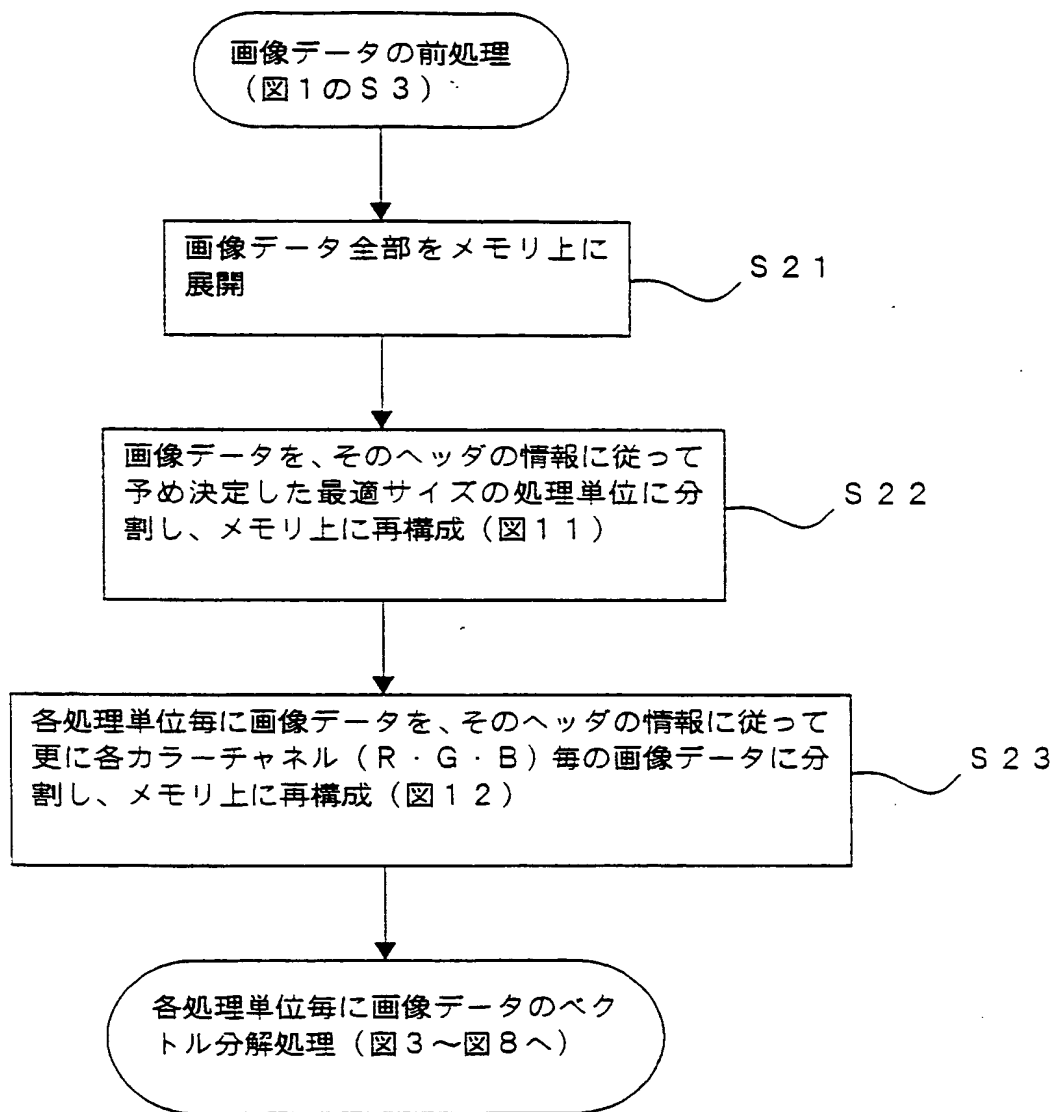 画像データの前処理
(図1のS3)
画像データ全部をメモリ上に
展開
S21
画像データを、そのヘッダの情報に従って
予め決定した最適サイズの処理単位に分
割し、メモリ上に再構成(図11)
S22
各処理単位毎に画像データを、そのヘッダの情報に従って
更に各カラーチャネル(R・G・B)毎の画像データに分
割し、メモリ上に再構成(図12)
S23
各処理単位毎に画像データのベク
トル分解処理(図3~図8へ)